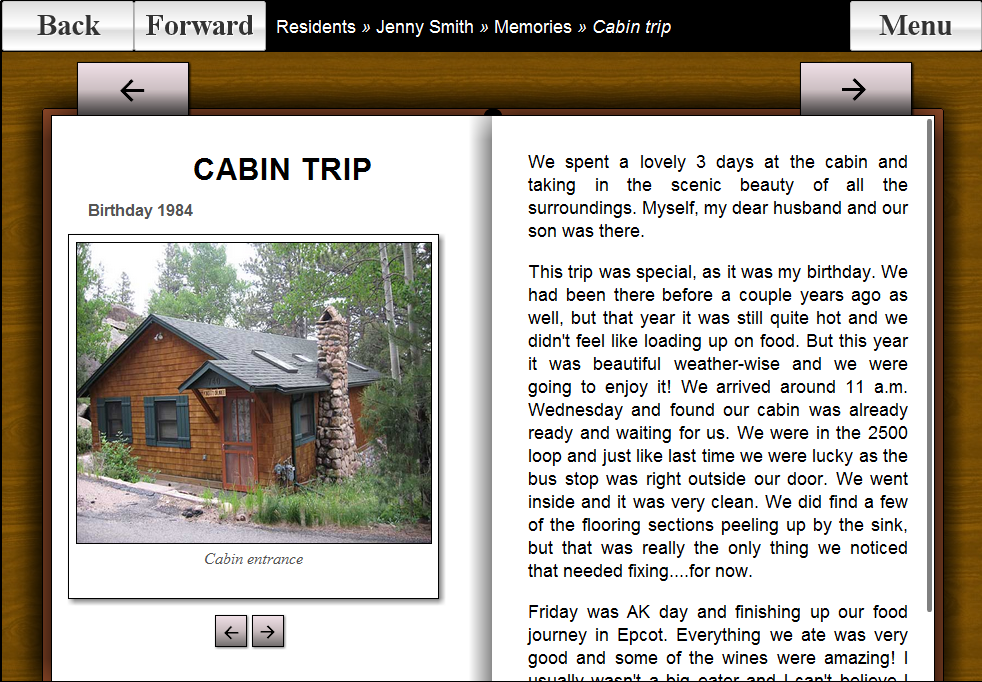 Back Forward Residents » Jenny Smith » Memories » Cabin trip Menu
CABIN TRIP
Birthday 1984
Cabin entrance
We spent a lovely 3 days at the cabin and
taking in the scenic beauty of all the
surroundings. Myself, my dear husband and our
son was there.
This trip was special, as it was my birthday. We
had been there before a couple years ago as
well, but that year it was still quite hot and we
didn't feel like loading up on food. But this year
it was beautiful weather-wise and we were
going to enjoy it! We arrived around 11 a.m.
Wednesday and found our cabin was already
ready and waiting for us. We were in the 2500
loop and just like last time we were lucky as the
bus stop was right outside our door. We went
inside and it was very clean. We did find a few
of the flooring sections peeling up by the sink,
but that was really the only thing we noticed
that needed fixing....for now.
Friday was AK day and finishing up our food
journey in Epcot. Everything we ate was very
good and some of the wines were amazing! I
usually wasn't a big eater and I can't believe I